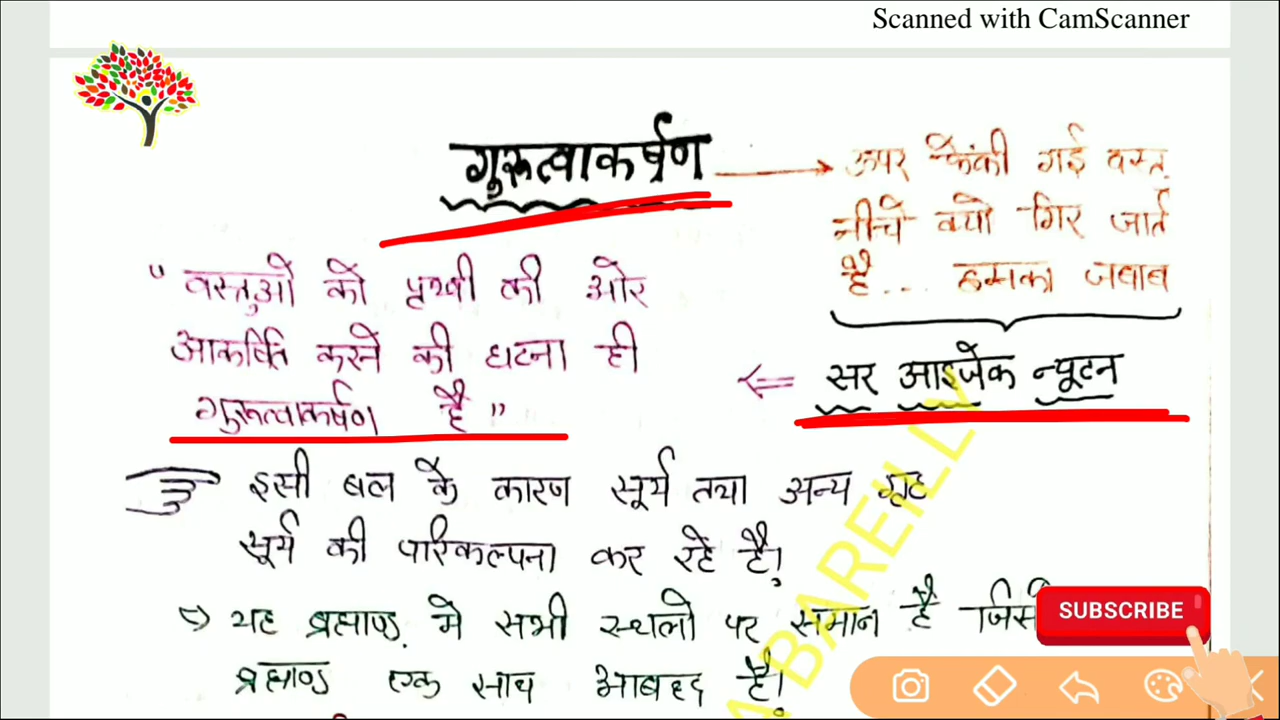 Scanned with CamScanner
गुरुत्वाकर्षण
ऊपर फेंकी गई वस्तु
नीचे क्यो गिर जाते
है... इसका जवाब
सर आइजेक न्यूटन
" वस्तुओ को पृथ्वी की ओर
आकर्षित करने की घटना ही
गुरुत्वाकर्षण है "
इसी बल के कारण सूर्य तथा अन्य ग्रह
सूर्य की परिकल्पना कर रहे है।
यह ब्रह्माण्ड मे सभी स्थलो पर समान है
ब्रह्माण्ड एक साथ आबद्ध है।
SUBSCRIBE
BAREILLY